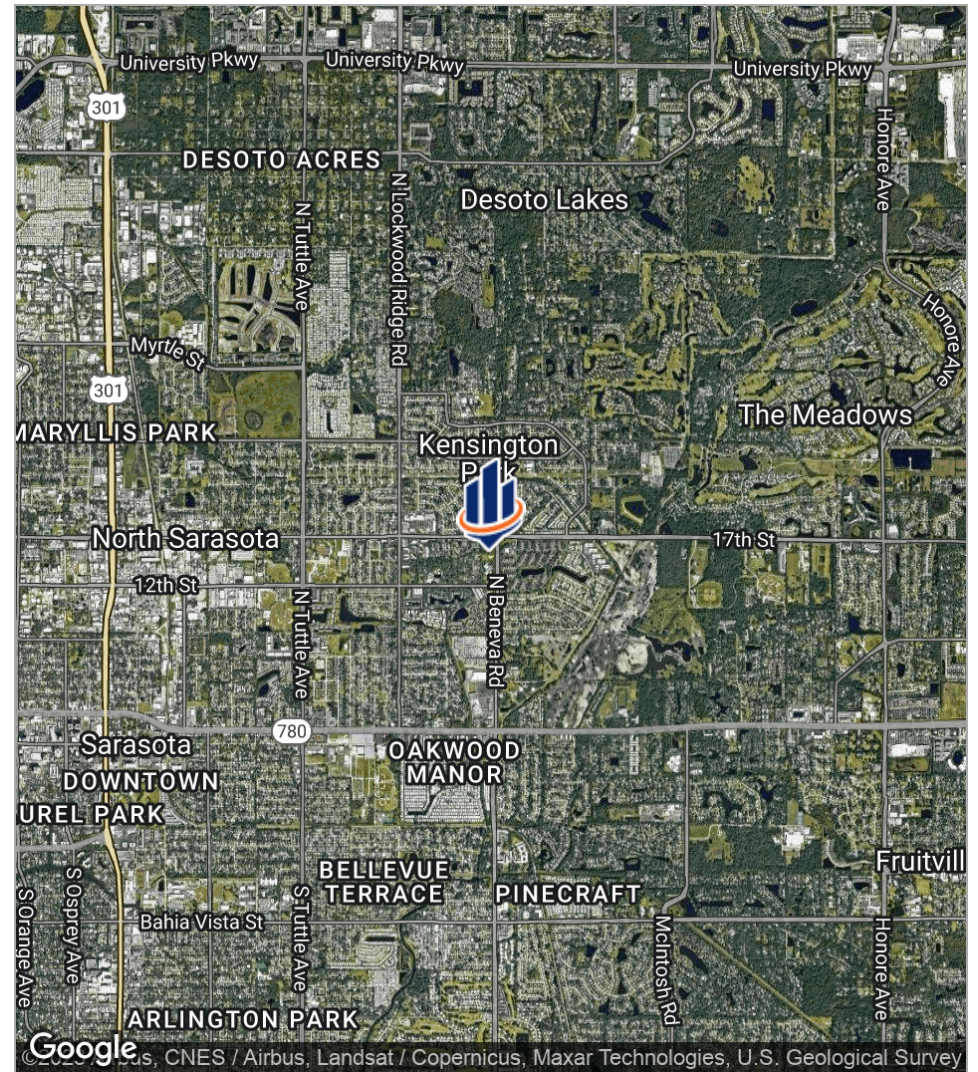 University Pkwy
University Pkwy
University Pkwy
301
Honore Ave
DESOTO ACRES
N Lockwood Ridge Rd
Desoto Lakes
N Tuttle Ave
Honore Ave
Myrtle St
301
The Meadows
MARYLLIS PARK
Kensington
North Sarasota
17th St
12th St
N Beneva Rd
N Tuttle Ave
780
Sarasota
DOWNTOWN
OAKWOOD
MANOR
UREL PARK
BELLEVUE
TERRACE
PINECRAFT
Fruitvill
S Osprey Ave
S Orange Ave
S Tuttle Ave
Bahia Vista St
McIntosh Rd
Honore Ave
ARLINGTON PARK
Google
CNES / Airbus, Landsat / Copernicus, Maxar Technologies, U.S. Geological Survey